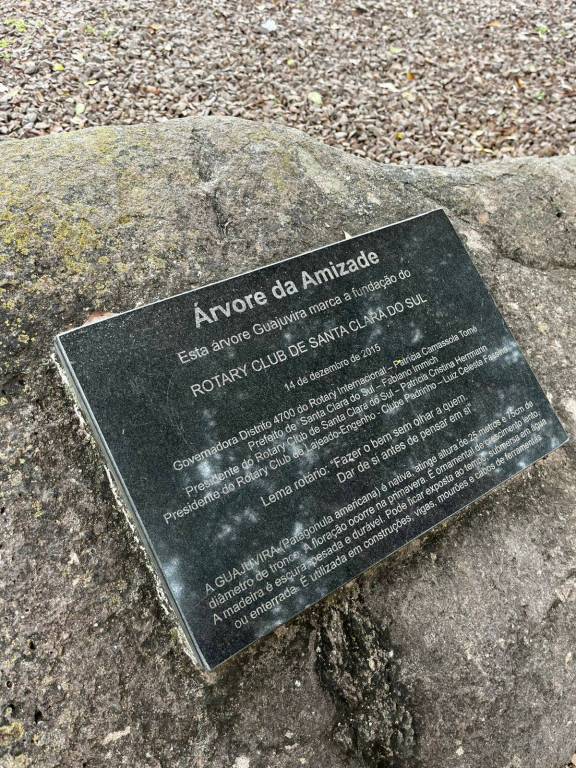 Árvore da Amizade
Esta árvore Guajuvira marca a fundação do
ROTARY CLUB DE SANTA CLARA DO SUL
14 de dezembro de 2015
Governadora Distrito 4700 do Rotary Internacional – Patrícia Camassola Tomé
Prefeito de Santa Clara do Sul – Fabiano Immich
Presidente do Rotary Club de Santa Clara do Sul – Patrícia Cristina Herrmann
Presidente do Rotary Club de Lajeado-Engenho - Clube Padrinho – Luiz Celeste
Lema rotário: "Fazer o bem sem olhar a quem.
Dar de si antes de pensar em si"
A GUAJUVIRA (Patagonula americana) é nativa, atinge altura de 25 metros e 75cm de
diâmetro de tronco. A floração ocorre na primavera. É ornamental de crescimento lento.
A madeira é escura, pesada e durável. Pode ficar exposta ao tempo, submersa em água
ou enterrada. É utilizada em construções: vigas, mourões e cabos de ferramentas.